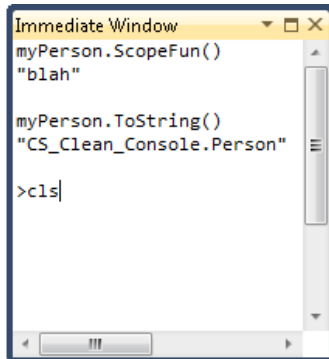 Immediate Window
myPerson.ScopeFun()
"blah"
myPerson.ToString()
"CS_Clean_Console.Person"
>cls